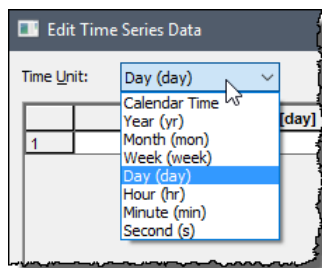 Edit Time Series Data
Time Unit: Day (day)
Calendar Time
Year (yr)
[day]
Month (mon)
1
Week (week)
Day (day)
Hour (hr)
Minute (min)
Second (s)